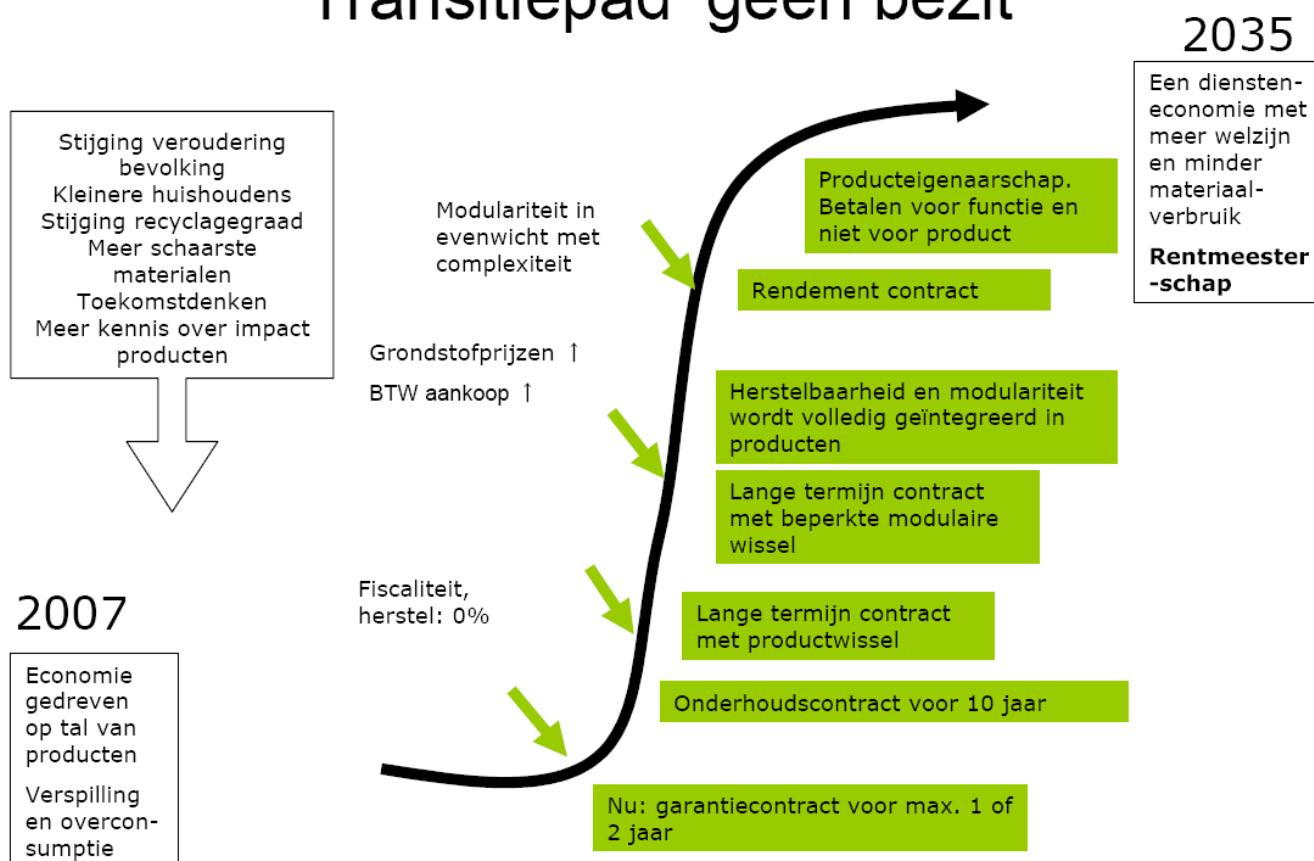 Transitiepad 'geen bezit'
2035
Een diensten-
economie met
meer welzijn
en minder
materiaal-
verbruik
Rentmeester
-schap
Stijging veroudering
bevolking
Kleinere huishoudens
Stijging recyclagegraad
Meer schaarste
materialen
Toekomstdenken
Meer kennis over impact
producten
Modulariteit in
evenwicht met
complexiteit
Producteigenaarschap.
Betalen voor functie en
niet voor product
Rendement contract
Grondstofprijzen ↑
BTW aankoop ↑
Herstelbaarheid en modulariteit
wordt volledig geïntegreerd in
producten
Lange termijn contract
met beperkte modulaire
wissel
Fiscaliteit,
herstel: 0%
Lange termijn contract
met productwissel
Onderhoudscontract voor 10 jaar
Nu: garantiecontract voor max. 1 of
2 jaar
2007
Economie
gedreven
op tal van
producten
Verspilling
en overcon-
sumptie